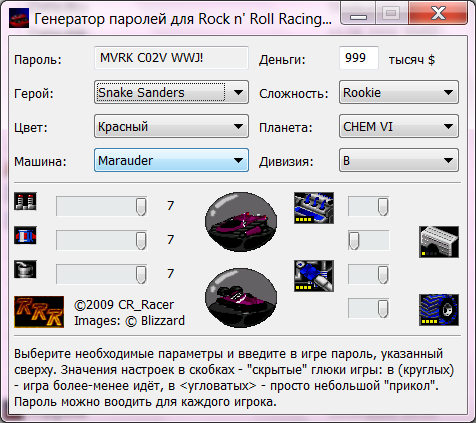 Генератор паролей для Rock n' Roll Racing...
Пароль: MVRK C02V WWJ! Деньги: 999 тысяч $
Герой: Snake Sanders Сложность: Rookie
Цвет: Красный Планета: CHEM VI
Машина: Marauder Дивизия: B
7
7
7
RRR
©2009 CR_Racer
Images: © Blizzard
Выберите необходимые параметры и введите в игре пароль, указанный
сверху. Значения настроек в скобках - "скрытые" глюки игры: в (круглых)
- игра более-менее идёт, в <угловатых> - просто небольшой "прикол".
Пароль можно воодить для каждого игрока.